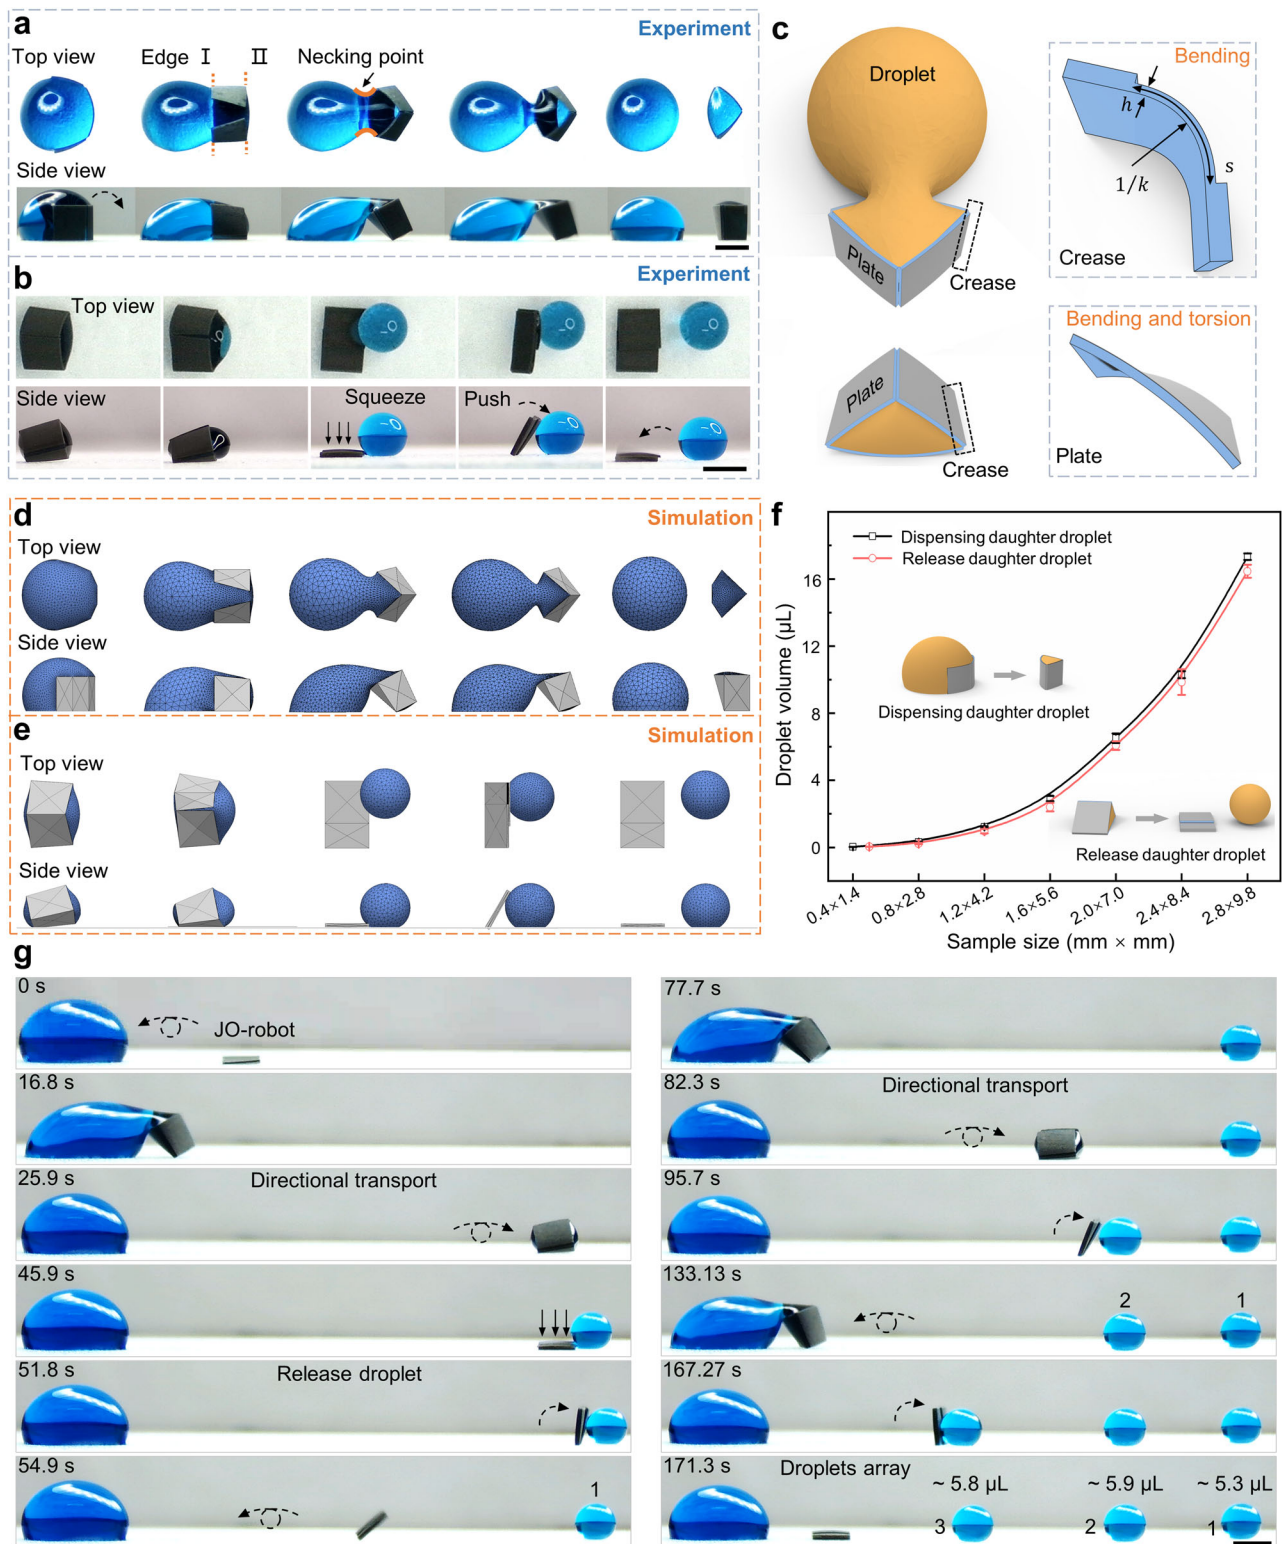 a
Experiment
Top view
Edge I II
Necking point
Side view
b
Experiment
Top view
Side view
Squeeze
Push
c
Droplet
Plate
Crease
Plate
Crease
Bending
h
1/k
s
Crease
Bending and torsion
Plate
d
Simulation
Top view
Side view
e
Simulation
Top view
Side view
f
Dispensing daughter droplet
Release daughter droplet
Droplet volume (μL)
16
12
8
4
0
Dispensing daughter droplet
Release daughter droplet
0.4×1.4
0.8×2.8
1.2×4.2
1.6×5.6
2.0×7.0
2.4×8.4
2.8×9.8
Sample size (mm × mm)
g
0 s
JO-robot
16.8 s
25.9 s
Directional transport
45.9 s
51.8 s
Release droplet
54.9 s
1
77.7 s
82.3 s
Directional transport
95.7 s
133.13 s
2
1
167.27 s
171.3 s
Droplets array
~ 5.8 μL
~ 5.9 μL
~ 5.3 μL
3
2
1